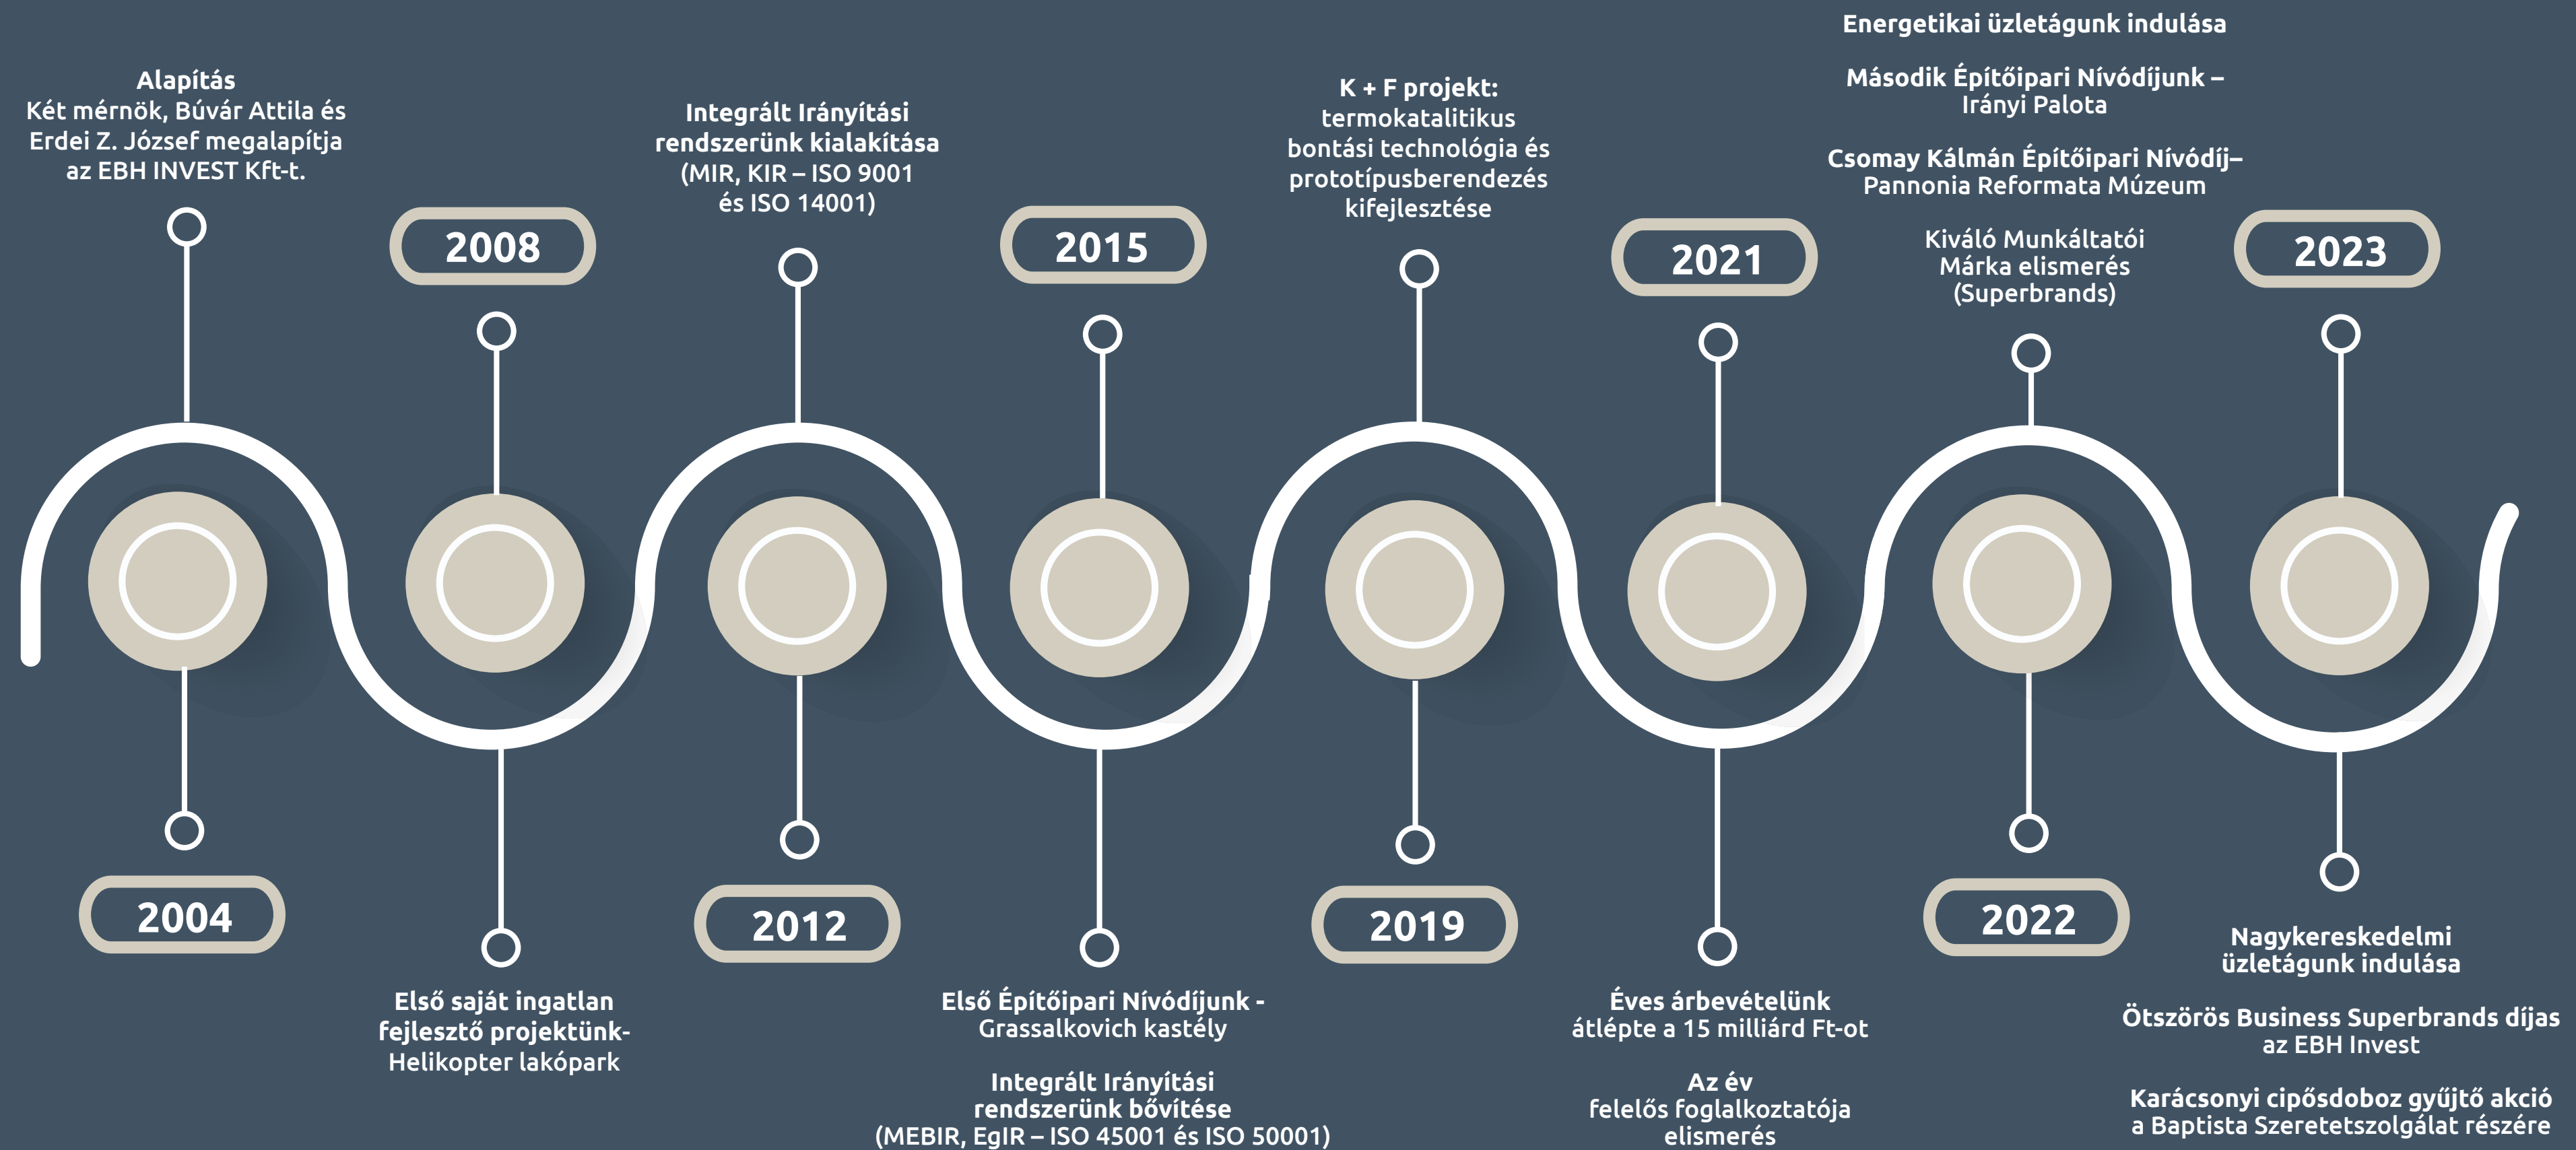 Alapítás
Két mérnök, Búvár Attila és
Erdei Z. József megalapítja
az EBH INVEST Kft-t.
2004
2008
Első saját ingatlan
fejlesztő projektünk-
Helikopter lakópark
Integrált Irányítási
rendszerünk kialakítása
(MIR, KIR – ISO 9001
és ISO 14001)
2012
2015
Első Építőipari Nívódíjunk -
Grassalkovich kastély
Integrált Irányítási
rendszerünk bővítése
(MEBIR, EgIR – ISO 45001 és ISO 50001)
K + F projekt:
termokatalitikus
bontási technológia és
prototípusberendezés
kifejlesztése
2019
2021
Éves árbevételünk
átlépte a 15 milliárd Ft-ot
Az év
felelős foglalkoztatója
elismerés
Energetikai üzletágunk indulása
Második Építőipari Nívódíjunk –
Irányi Palota
Csomay Kálmán Építőipari Nívódíj–
Pannonia Reformata Múzeum
Kiváló Munkáltatói
Márka elismerés
(Superbrands)
2022
2023
Nagykereskedelmi
üzletágunk indulása
Ötszörös Business Superbrands díjas
az EBH Invest
Karácsonyi cipősdoboz gyűjtő akció
a Baptista Szeretetszolgálat részére